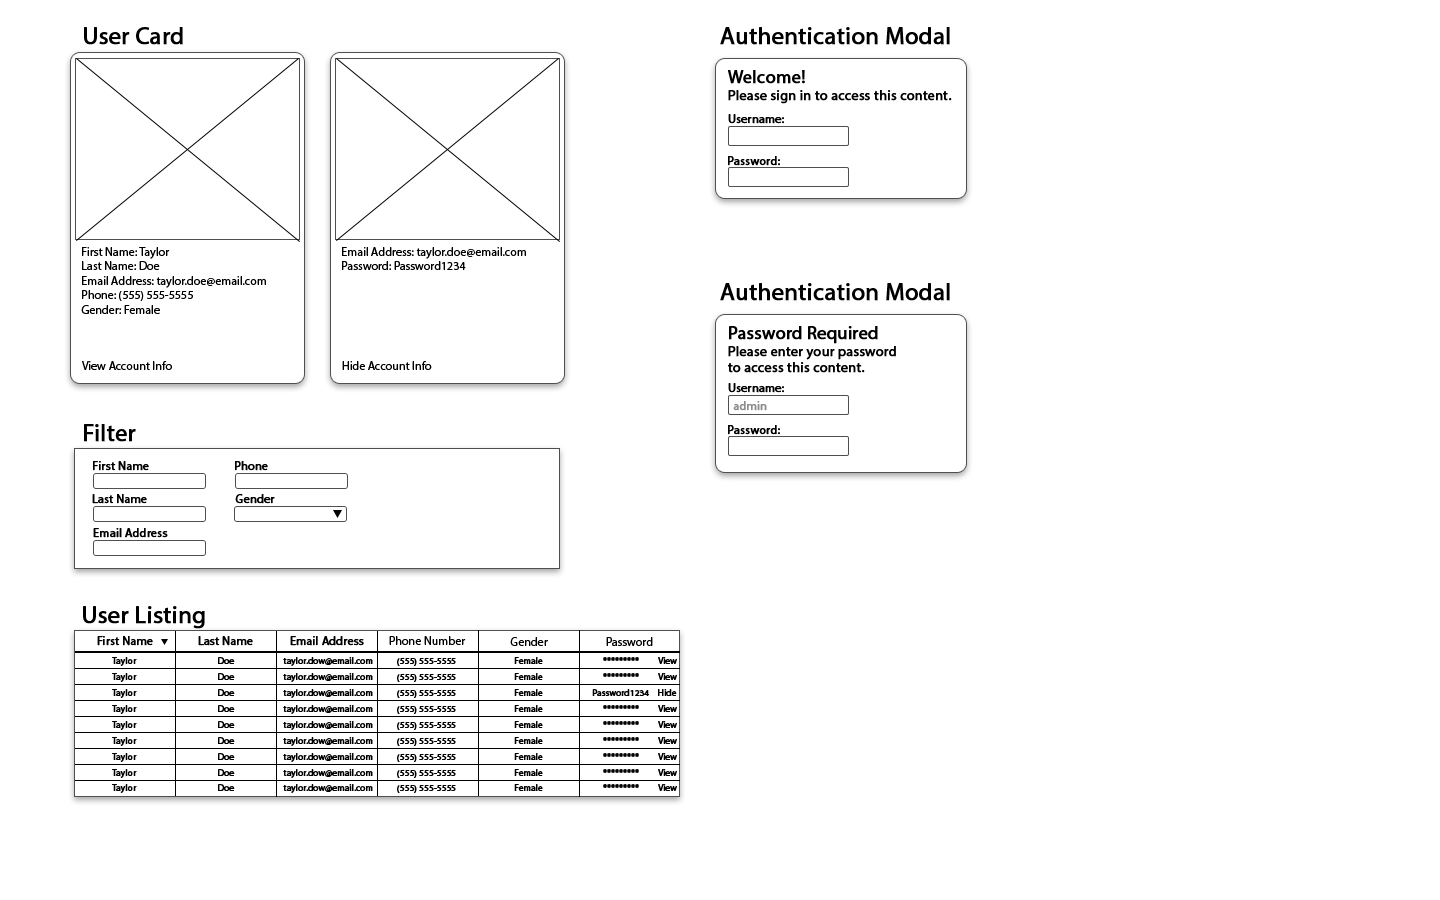 User Card
First Name: Taylor
Last Name: Doe
Email Address: taylor.doe@email.com
Phone: (555) 555-5555
Gender: Female
View Account Info
Email Address: taylor.doe@email.com
Password: Password1234
Hide Account Info
Filter
First Name
Phone
Last Name
Gender
Email Address
User Listing
First Name Last Name Email Address Phone Number Gender Password
Taylor Doe taylor.dow@email.com (555) 555-5555 Female ********* View
Taylor Doe taylor.dow@email.com (555) 555-5555 Female ********* View
Taylor Doe taylor.dow@email.com (555) 555-5555 Female Password1234 Hide
Taylor Doe taylor.dow@email.com (555) 555-5555 Female ********* View
Taylor Doe taylor.dow@email.com (555) 555-5555 Female ********* View
Taylor Doe taylor.dow@email.com (555) 555-5555 Female ********* View
Taylor Doe taylor.dow@email.com (555) 555-5555 Female ********* View
Taylor Doe taylor.dow@email.com (555) 555-5555 Female ********* View
Taylor Doe taylor.dow@email.com (555) 555-5555 Female ********* View
Authentication Modal
Welcome!
Please sign in to access this content.
Username:
Password:
Authentication Modal
Password Required
Please enter your password
to access this content.
Username:
admin
Password: